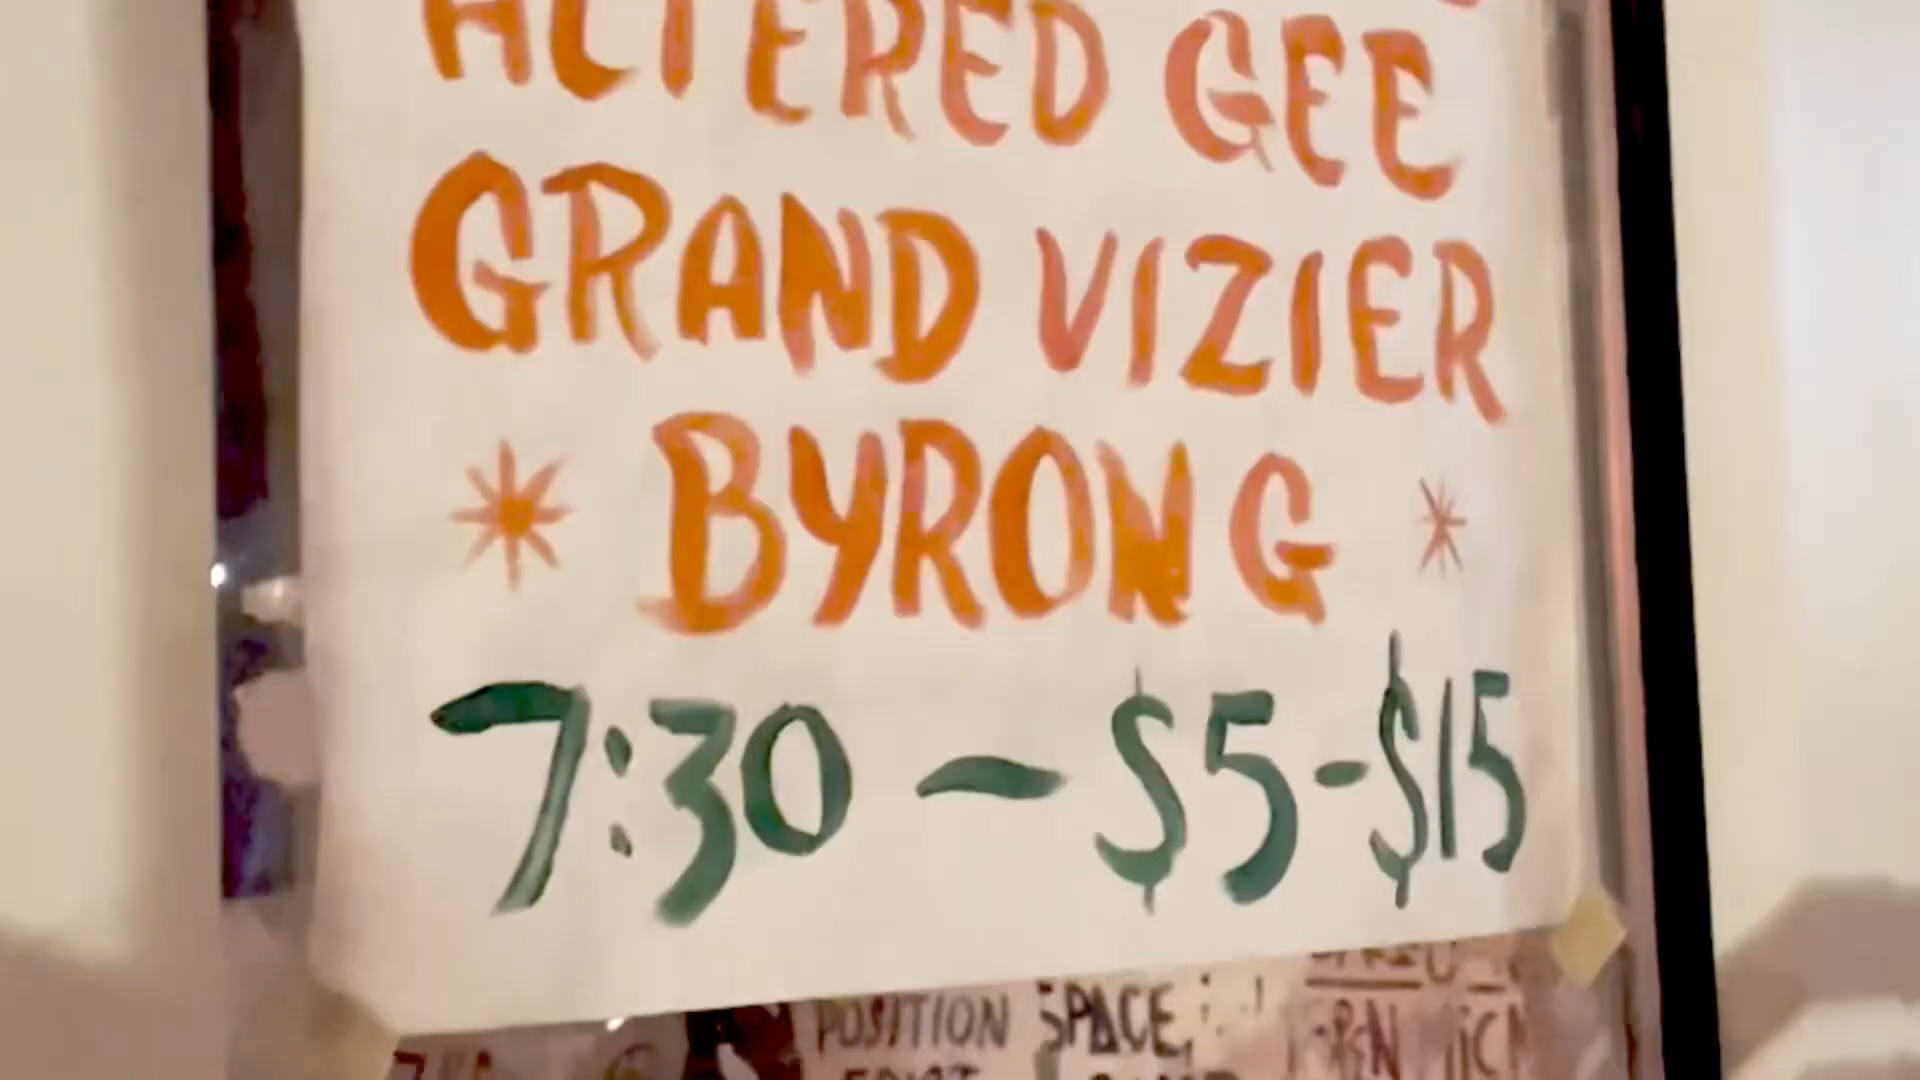 ALTERED GEE
GRAND VIZIER
* BYRON G *
7:30 — $5-$15
POSITION SPACE,